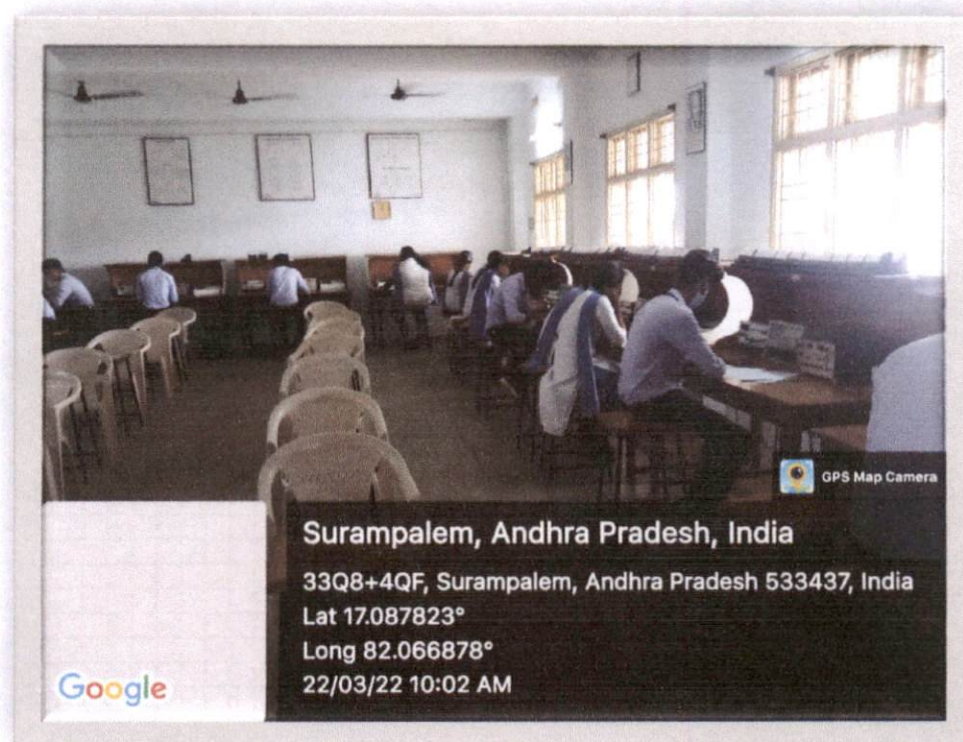 GPS Map Camera
Surampalem, Andhra Pradesh, India
33Q8+4QF, Surampalem, Andhra Pradesh 533437, India
Lat 17.087823°
Long 82.066878°
22/03/22 10:02 AM
Google